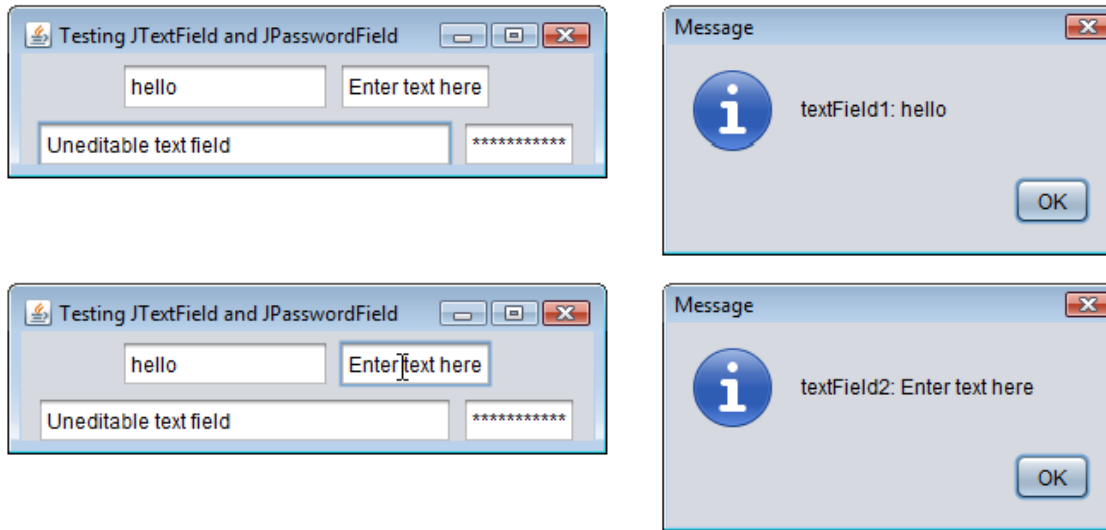 Testing JTextField and JPasswordField
hello
Enter text here
Uneditable text field
***********
Message
textField1: hello
OK
Testing JTextField and JPasswordField
hello
Enter text here
Uneditable text field
***********
Message
textField2: Enter text here
OK